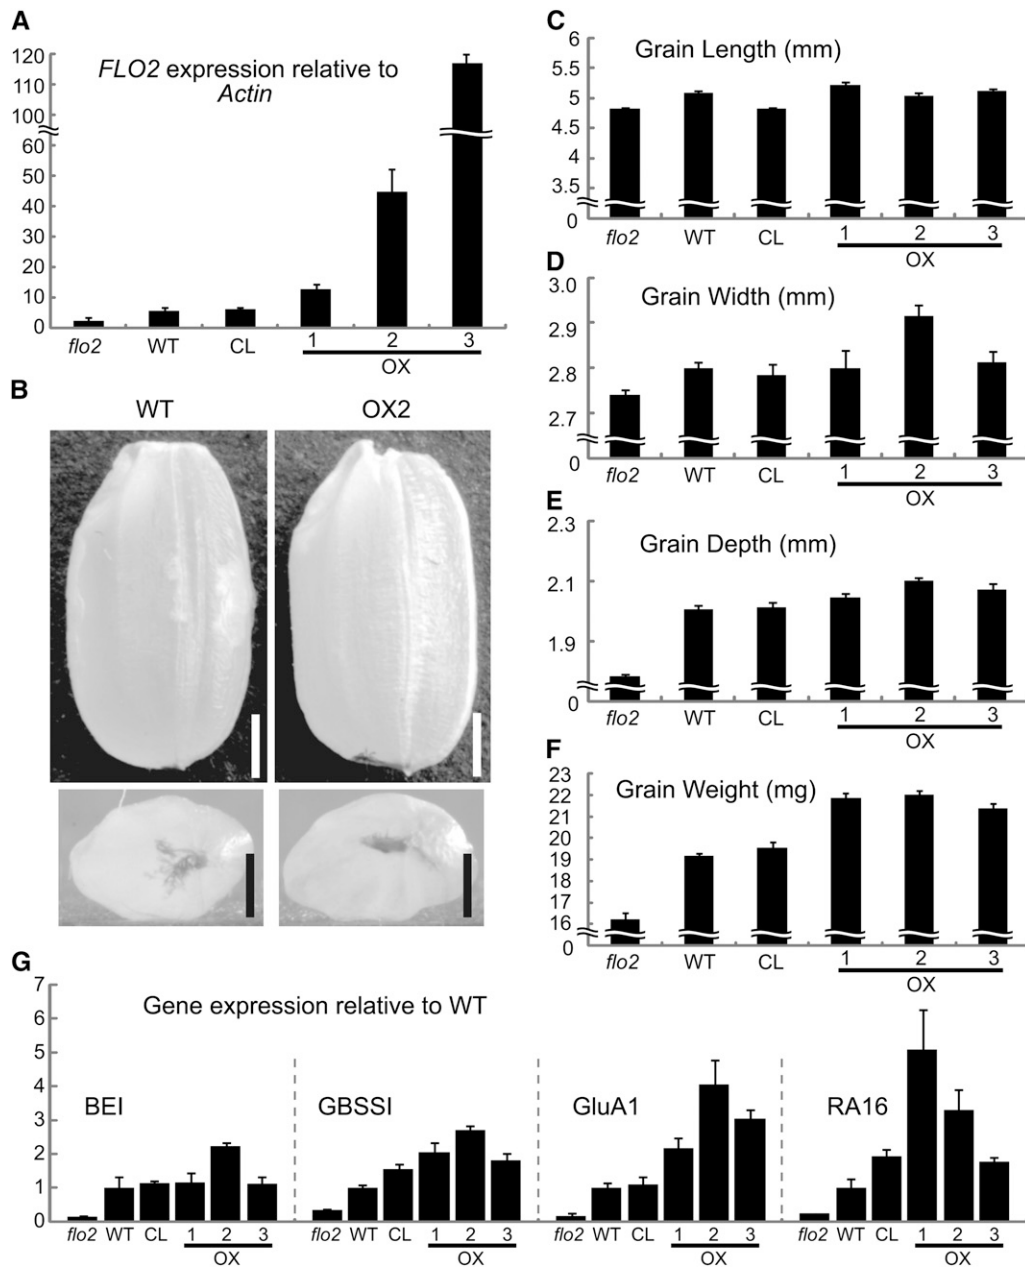 A
FLO2 expression relative to
Actin
120
110
100
60
50
40
30
20
10
0
flo2 WT CL 1 2 3
OX
B
WT OX2
C
Grain Length (mm)
6
5.5
5
4.5
4
3.5
0
flo2 WT CL 1 2 3
OX
D
Grain Width (mm)
3.0
2.9
2.8
2.7
0
flo2 WT CL 1 2 3
OX
E
Grain Depth (mm)
2.3
2.1
1.9
0
flo2 WT CL 1 2 3
OX
F
Grain Weight (mg)
23
22
21
20
19
18
17
16
0
flo2 WT CL 1 2 3
OX
G
Gene expression relative to WT
7
6
5
4
3
2
1
0
BEI GBSSI GluA1 RA16
flo2 WT CL 1 2 3 flo2 WT CL 1 2 3 flo2 WT CL 1 2 3 flo2 WT CL 1 2 3
OX OX OX OX